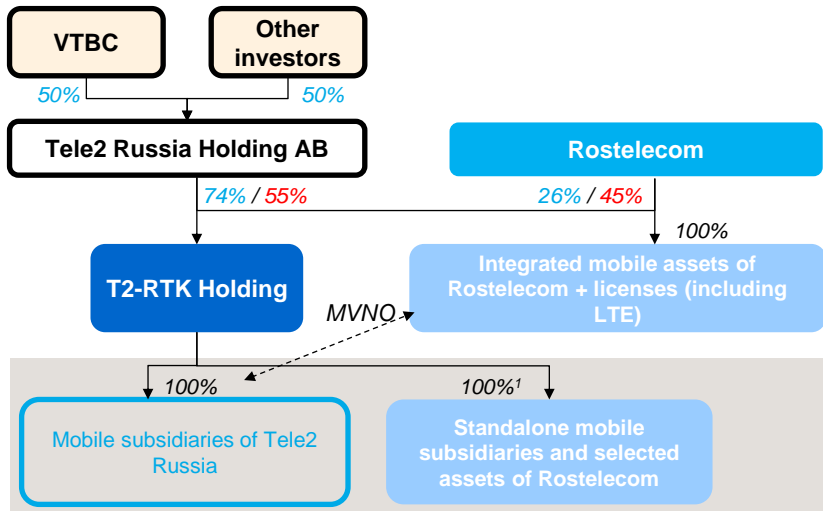 VTBC
Other
investors
50%
50%
Tele2 Russia Holding AB
Rostelecom
74% / 55%
26% / 45%
100%
T2-RTK Holding
Integrated mobile assets of
Rostelecom + licenses (including
LTE)
MVNO
100%
100%¹
Mobile subsidiaries of Tele2
Russia
Standalone mobile
subsidiaries and selected
assets of Rostelecom